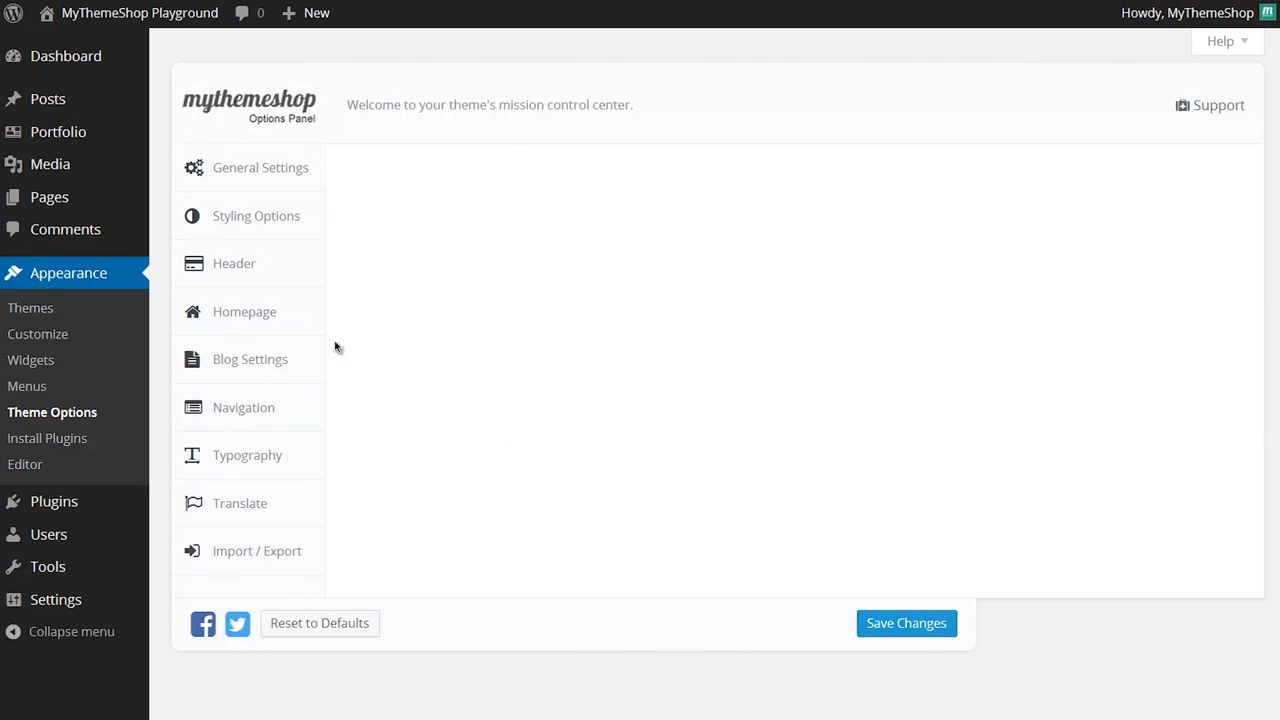 MyThemeShop Playground 0 New Howdy, MyThemeShop m
Help
Dashboard
Posts
Portfolio
Media
Pages
Comments
Appearance
Themes
Customize
Widgets
Menus
Theme Options
Install Plugins
Editor
Plugins
Users
Tools
Settings
Collapse menu
mythemeshop
Options Panel
Welcome to your theme's mission control center.
Support
General Settings
Styling Options
Header
Homepage
Blog Settings
Navigation
Typography
Translate
Import / Export
Reset to Defaults
Save Changes